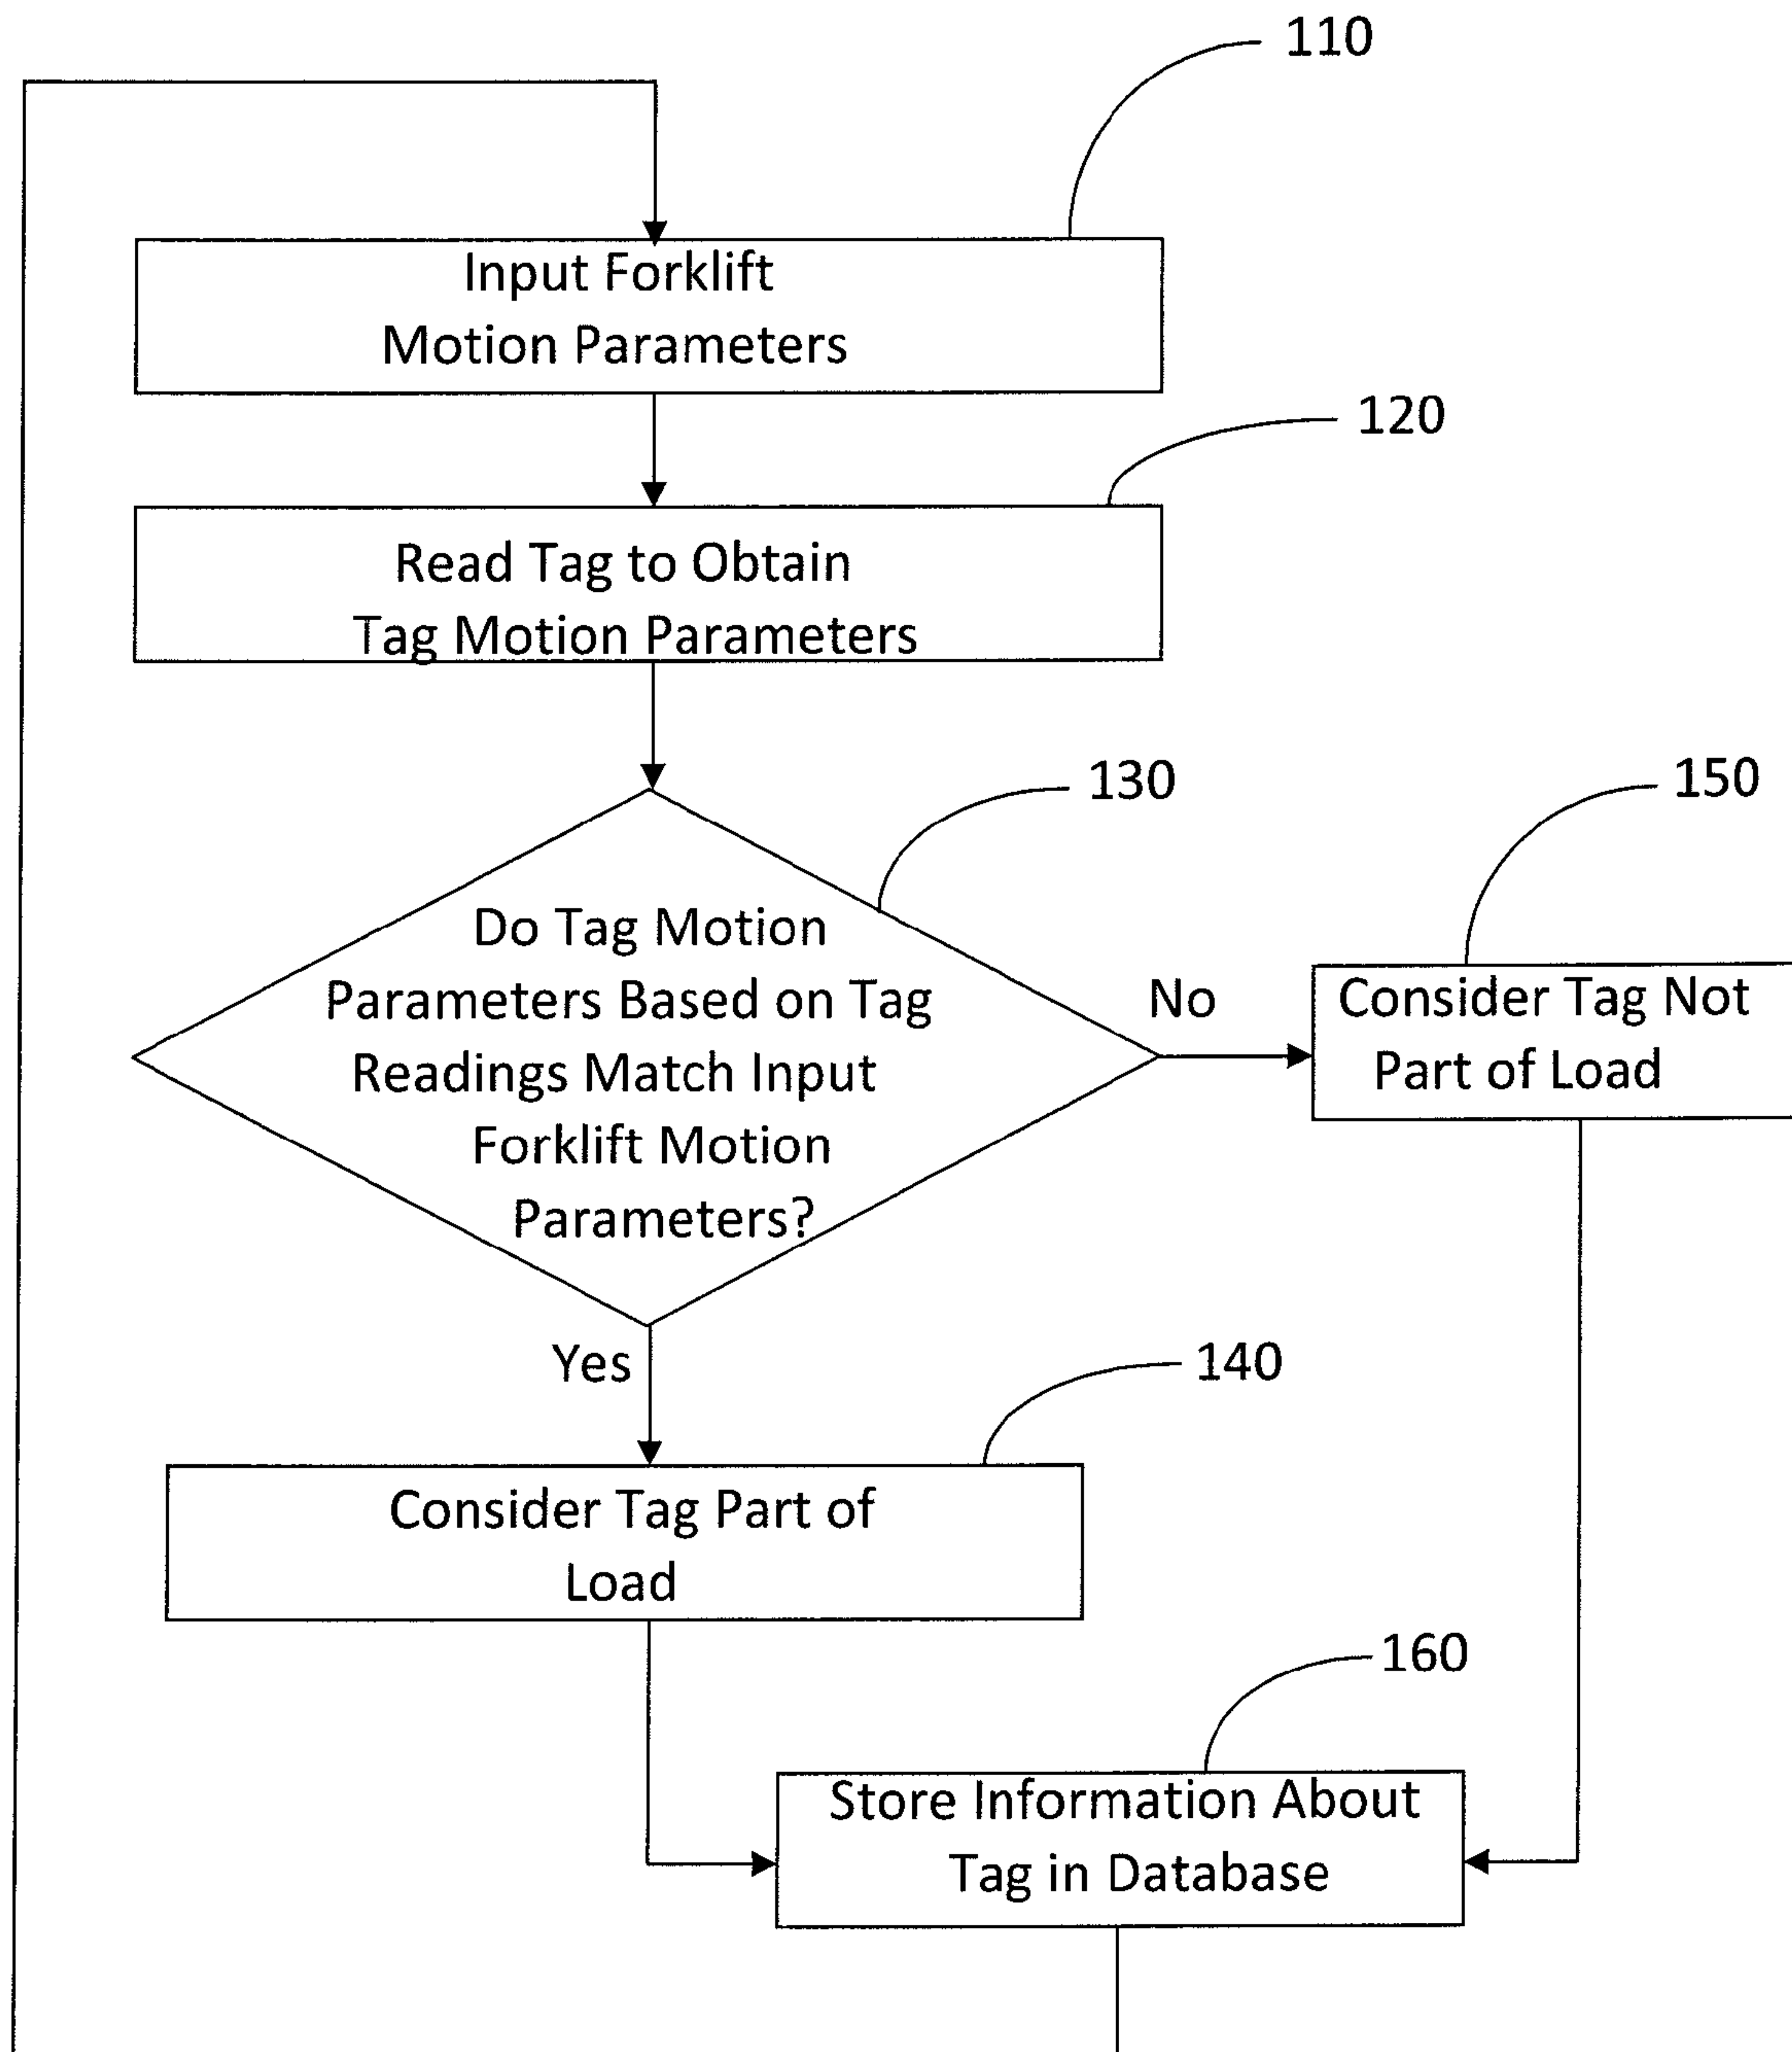 110
Input Forklift
Motion Parameters
120
Read Tag to Obtain
Tag Motion Parameters
130
150
Do Tag Motion
Parameters Based on Tag
Readings Match Input
Forklift Motion
Parameters?
No
Consider Tag Not
Part of Load
Yes
140
Consider Tag Part of
Load
160
Store Information About
Tag in Database